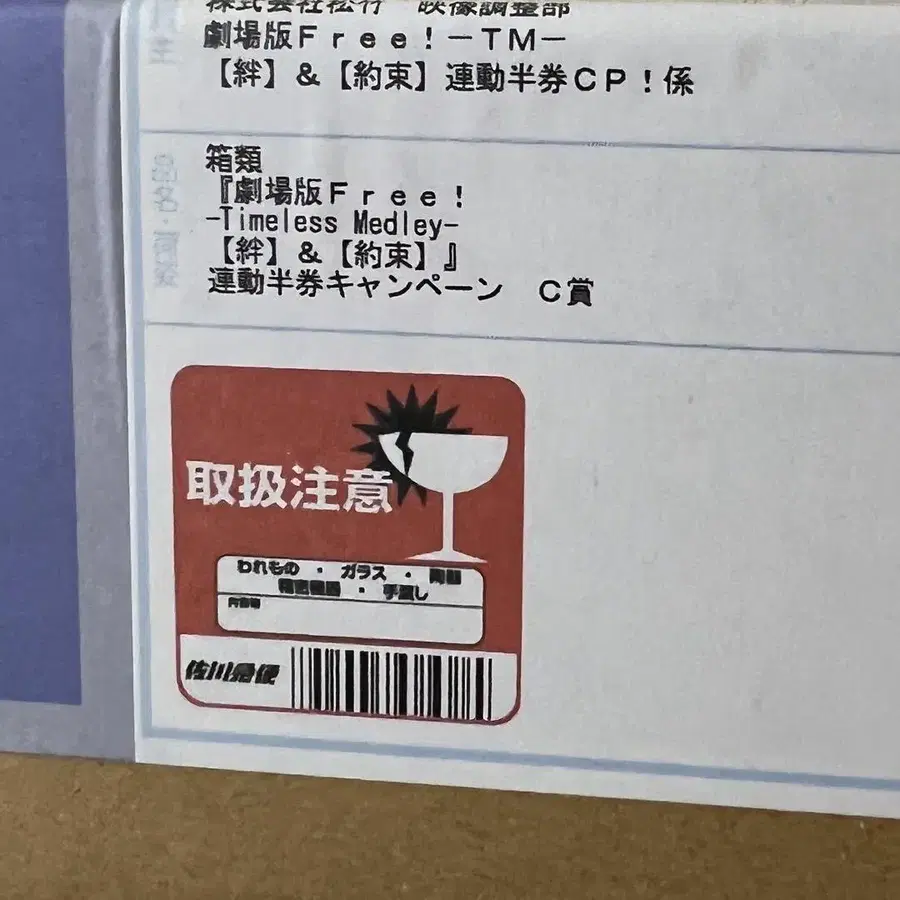 株式会社松竹　映像調整部
劇場版Ｆｒｅｅ！－ＴＭ－
【絆】＆【約束】連動半券ＣＰ！係
箱類
『劇場版Ｆｒｅｅ！
-Timeless Medley-
【絆】＆【約束】』
連動半券キャンペーン　Ｃ賞
取扱注意
われもの・ガラス・陶器
精密機器・手渡し
佐川急便